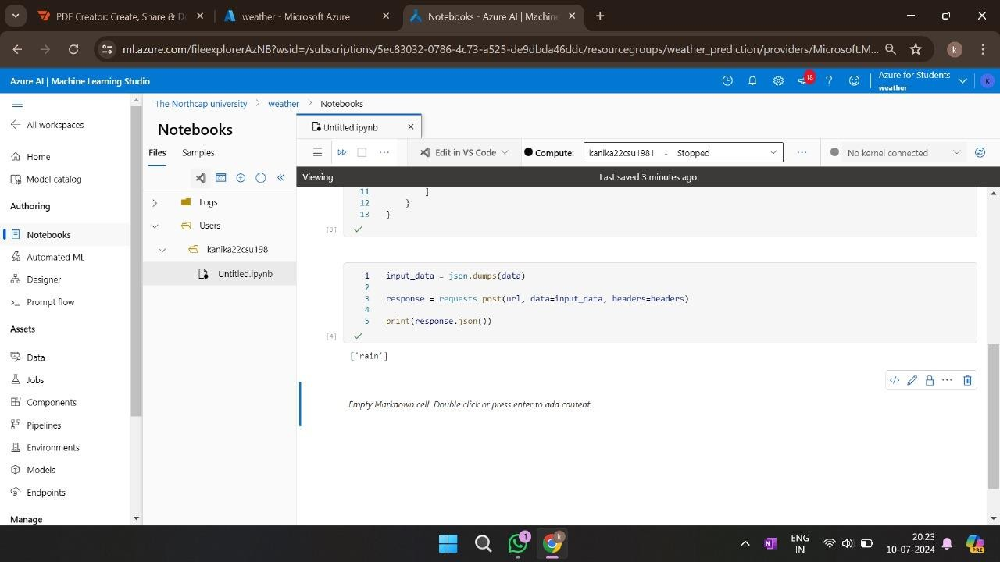 PDF Creator: Create, Share & D
weather - Microsoft Azure
Notebooks - Azure AI | Machine
ml.azure.com/fileexplorerAzNB?wsid=/subscriptions/5ec83032-0786-4c73-a525-de9dbda46ddc/resourcegroups/weather_prediction/providers/Microsoft.M...
k
Azure AI | Machine Learning Studio
18
Azure for Students
weather
K
All workspaces
Home
Model catalog
Authoring
Notebooks
Automated ML
Designer
Prompt flow
Assets
Data
Jobs
Components
Pipelines
Environments
Models
Endpoints
Manage
The Northcap university > weather > Notebooks
Notebooks
Files Samples
Logs
Users
kanika22csu198
Untitled.ipynb
Untitled.ipynb
Edit in VS Code
Compute: kanika22csu1981 - Stopped
No kernel connected
Viewing Last saved 3 minutes ago
11 ]
12 }
13 }
[3]
1 input_data = json.dumps(data)
2
3 response = requests.post(url, data=input_data, headers=headers)
4
5 print(response.json())
[4]
['rain']
Empty Markdown cell. Double click or press enter to add content.
1
k
ENG
IN
20:23
10-07-2024
PRE